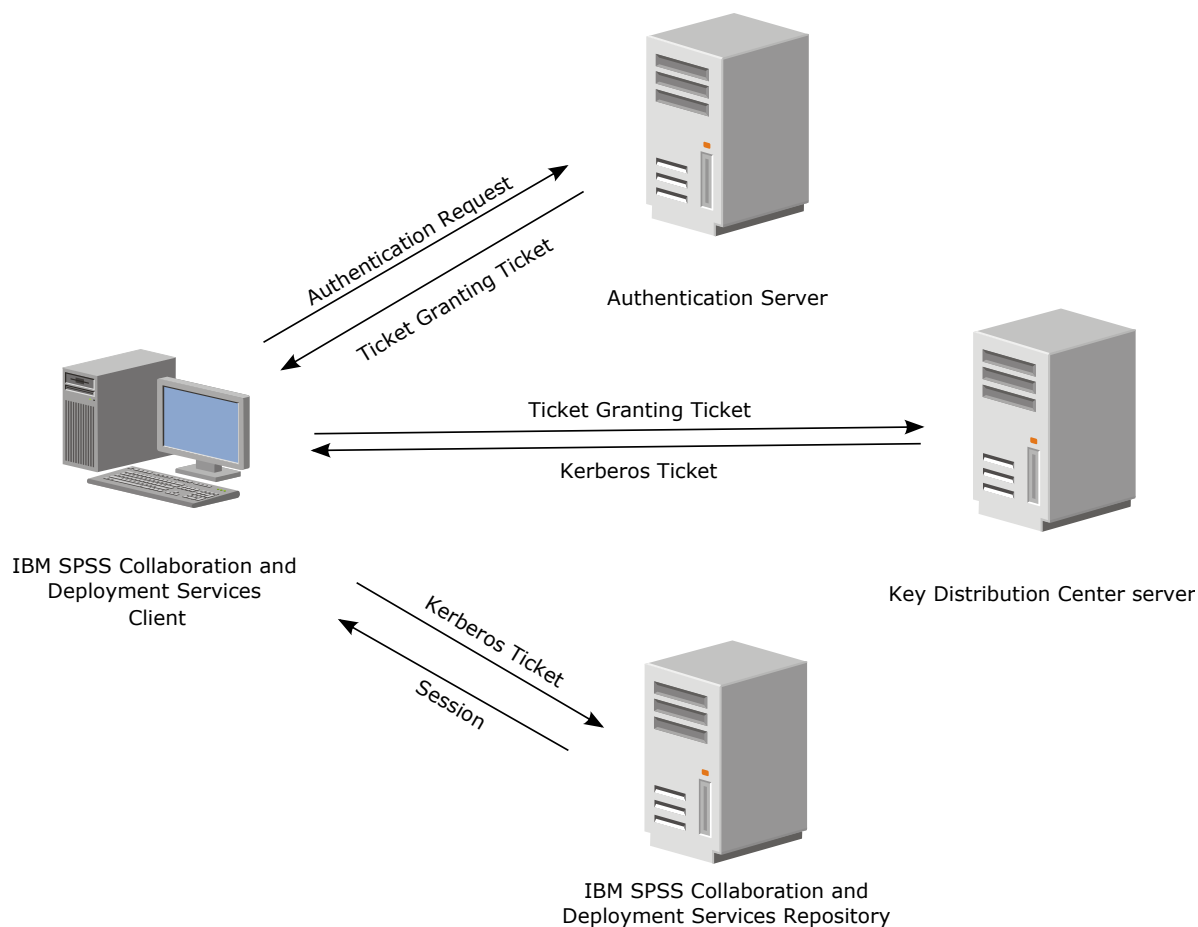 Authentication Request
Ticket Granting Ticket
Authentication Server
Ticket Granting Ticket
Kerberos Ticket
IBM SPSS Collaboration and
Deployment Services
Client
Key Distribution Center server
Kerberos Ticket
Session
IBM SPSS Collaboration and
Deployment Services Repository